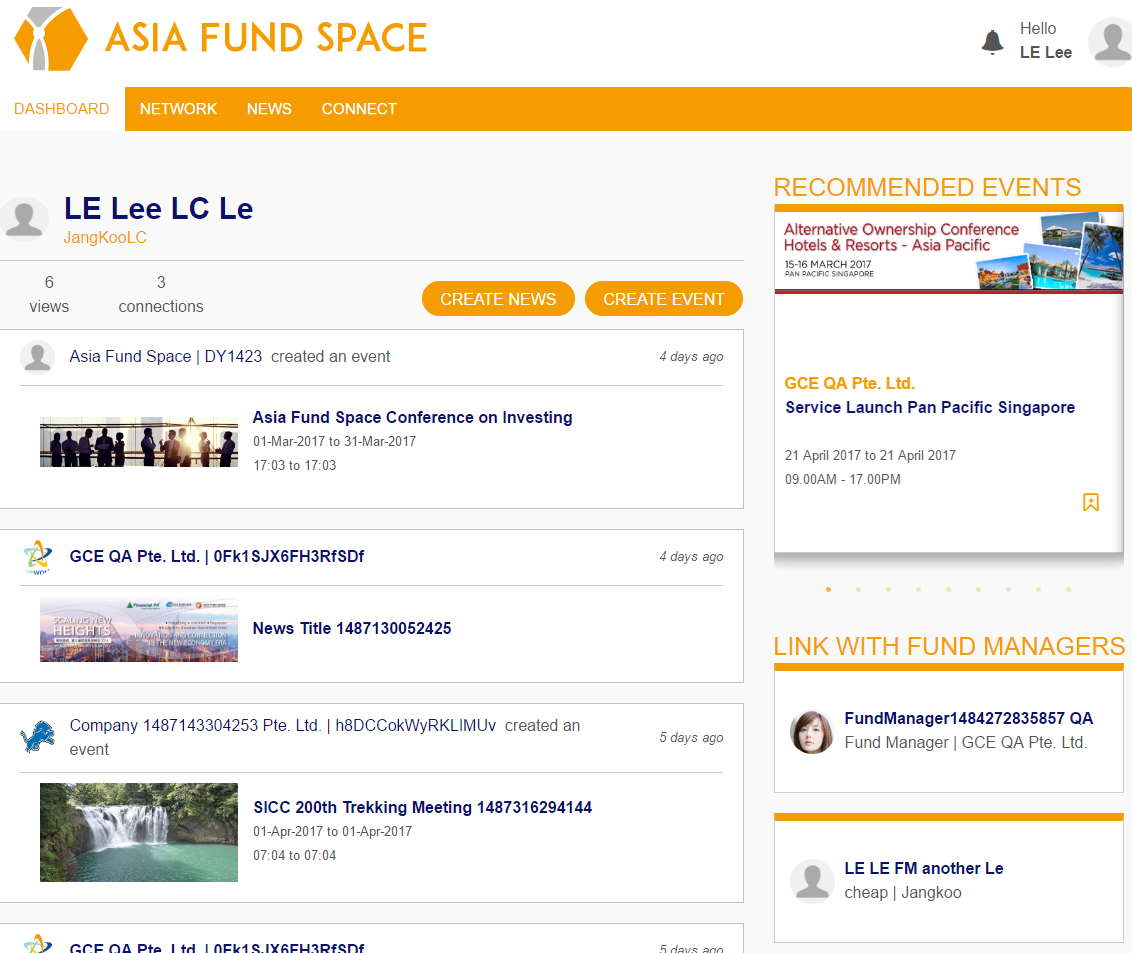 ASIA FUND SPACE
Hello
LE Lee
DASHBOARD NETWORK NEWS CONNECT
LE Lee LC Le
JangKooLC
6
views
3
connections
CREATE NEWS
CREATE EVENT
Asia Fund Space | DY1423 created an event
4 days ago
Asia Fund Space Conference on Investing
01-Mar-2017 to 31-Mar-2017
17:03 to 17:03
GCE QA Pte. Ltd. | 0Fk1SJX6FH3RfSDf
4 days ago
SCALING NEW
HEIGHTS
INNOVATION AND CONNECTION
IN THE NEW ECONOMY ERA
News Title 1487130052425
Company 1487143304253 Pte. Ltd. | h8DCCokWyRKLIMUv created an
event
5 days ago
SICC 200th Trekking Meeting 1487316294144
01-Apr-2017 to 01-Apr-2017
07:04 to 07:04
GCE QA Pte. Ltd. | 0Fk1SJX6FH3RfSDf
5 days ago
RECOMMENDED EVENTS
Alternative Ownership Conference
Hotels & Resorts - Asia Pacific
15-16 MARCH 2017
PAN PACIFIC SINGAPORE
GCE QA Pte. Ltd.
Service Launch Pan Pacific Singapore
21 April 2017 to 21 April 2017
09.00AM - 17.00PM
LINK WITH FUND MANAGERS
FundManager1484272835857 QA
Fund Manager | GCE QA Pte. Ltd.
LE LE FM another Le
cheap | Jangkoo